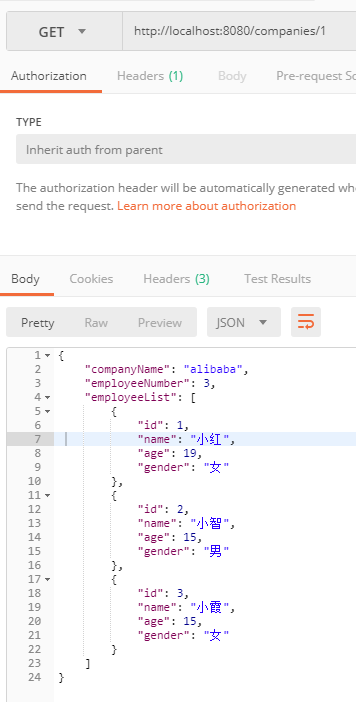 GET http://localhost:8080/companies/1
Authorization Headers (1) Body Pre-request Sc
TYPE
Inherit auth from parent
The authorization header will be automatically generated whe
send the request. Learn more about authorization
Body Cookies Headers (3) Test Results
Pretty Raw Preview JSON
1 {
2 "companyName": "alibaba",
3 "employeeNumber": 3,
4 "employeeList": [
5 {
6 "id": 1,
7 "name": "小红",
8 "age": 19,
9 "gender": "女"
10 },
11 {
12 "id": 2,
13 "name": "小智",
14 "age": 15,
15 "gender": "男"
16 },
17 {
18 "id": 3,
19 "name": "小霞",
20 "age": 15,
21 "gender": "女"
22 }
23 ]
24 }